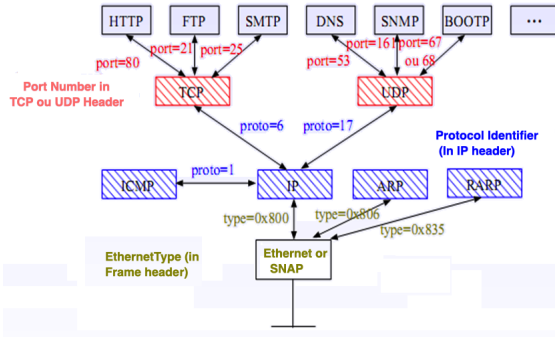 HTTP FTP SMTP DNS SNMP BOOTP ...
port=21 port=25 port=161 port=67
port=80 port=53 ou 68
Port Number in
TCP ou UDP Header
TCP UDP
proto=6 proto=17
Protocol Identifier
(in IP header)
proto=1
ICMP IP ARP RARP
type=0x800 type=0x806
type=0x835
EthernetType (in
Frame header)
Ethernet or
SNAP